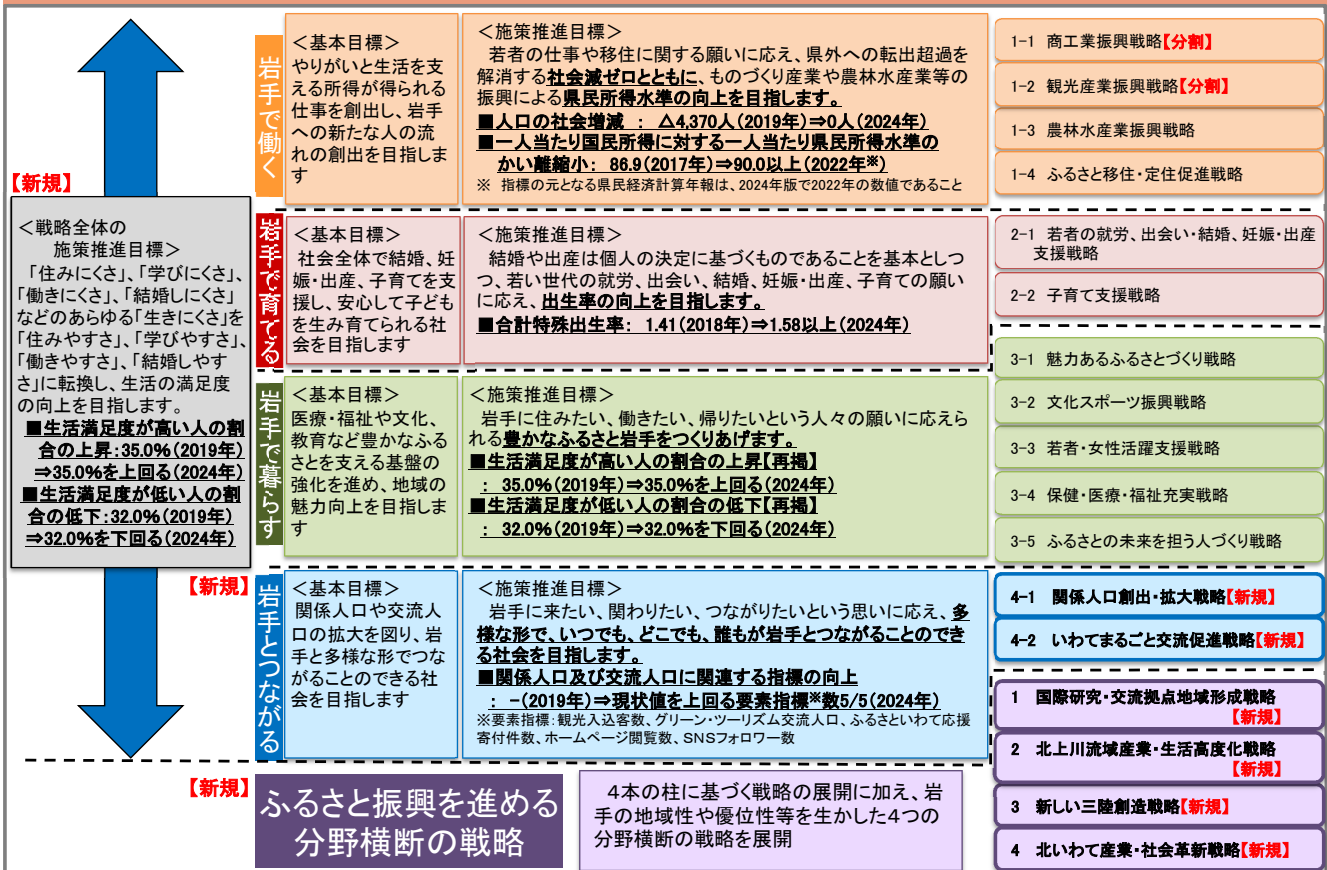 【新規】
＜戦略全体の
施策推進目標＞
「住みにくさ」、「学びにくさ」、
「働きにくさ」、「結婚しにくさ」
などのあらゆる「生きにくさ」を
「住みやすさ」、「学びやすさ」、
「働きやすさ」、「結婚しやす
さ」に転換し、生活の満足度
の向上を目指します。
■生活満足度が高い人の割
合の上昇：35.0％（2019年）
⇒35.0％を上回る（2024年）
■生活満足度が低い人の割
合の低下：32.0％（2019年）
⇒32.0％を下回る（2024年）
岩手で働く
＜基本目標＞
やりがいと生活を支
える所得が得られる
仕事を創出し、岩手
への新たな人の流
れの創出を目指しま
す
＜施策推進目標＞
若者の仕事や移住に関する願いに応え、県外への転出超過を
解消する社会減ゼロとともに、ものづくり産業や農林水産業等の
振興による県民所得水準の向上を目指します。
■人口の社会増減 ： △4,370人（2019年）⇒0人（2024年）
■一人当たり国民所得に対する一人当たり県民所得水準の
かい離縮小： 86.9（2017年）⇒90.0以上（2022年※）
※ 指標の元となる県民経済計算年報は、2024年版で2022年の数値であること
1-1 商工業振興戦略【分割】
1-2 観光産業振興戦略【分割】
1-3 農林水産業振興戦略
1-4 ふるさと移住・定住促進戦略
岩手で育てる
＜基本目標＞
社会全体で結婚、妊
娠・出産、子育てを支
援し、安心して子ども
を生み育てられる社
会を目指します
＜施策推進目標＞
結婚や出産は個人の決定に基づくものであることを基本としつ
つ、若い世代の就労、出会い、結婚、妊娠・出産、子育ての願い
に応え、出生率の向上を目指します。
■合計特殊出生率： 1.41（2018年）⇒1.58以上（2024年）
2-1 若者の就労、出会い・結婚、妊娠・出産
支援戦略
2-2 子育て支援戦略
岩手で暮らす
＜基本目標＞
医療・福祉や文化、
教育など豊かなふる
さとを支える基盤の
強化を進め、地域の
魅力向上を目指しま
す
＜施策推進目標＞
岩手に住みたい、働きたい、帰りたいという人々の願いに応えら
れる豊かなふるさと岩手をつくりあげます。
■生活満足度が高い人の割合の上昇【再掲】
： 35.0％（2019年）⇒35.0％を上回る（2024年）
■生活満足度が低い人の割合の低下【再掲】
： 32.0％（2019年）⇒32.0％を下回る（2024年）
3-1 魅力あるふるさとづくり戦略
3-2 文化スポーツ振興戦略
3-3 若者・女性活躍支援戦略
3-4 保健・医療・福祉充実戦略
3-5 ふるさとの未来を担う人づくり戦略
【新規】
岩手とつながる
＜基本目標＞
関係人口や交流人
口の拡大を図り、岩
手と多様な形でつな
がることのできる社
会を目指します
＜施策推進目標＞
岩手に来たい、関わりたい、つながりたいという思いに応え、多
様な形で、いつでも、どこでも、誰もが岩手とつながることのでき
る社会を目指します。
■関係人口及び交流人口に関連する指標の向上
： －（2019年）⇒現状値を上回る要素指標※数5/5（2024年）
※要素指標：観光入込客数、グリーン・ツーリズム交流人口、ふるさといわて応援
寄付件数、ホームページ閲覧数、ＳＮＳフォロワー数
4-1 関係人口創出・拡大戦略【新規】
4-2 いわてまるごと交流促進戦略【新規】
【新規】
ふるさと振興を進める
分野横断の戦略
４本の柱に基づく戦略の展開に加え、岩
手の地域性や優位性等を生かした４つの
分野横断の戦略を展開
1 国際研究・交流拠点地域形成戦略
【新規】
2 北上川流域産業・生活高度化戦略
【新規】
3 新しい三陸創造戦略【新規】
4 北いわて産業・社会革新戦略【新規】